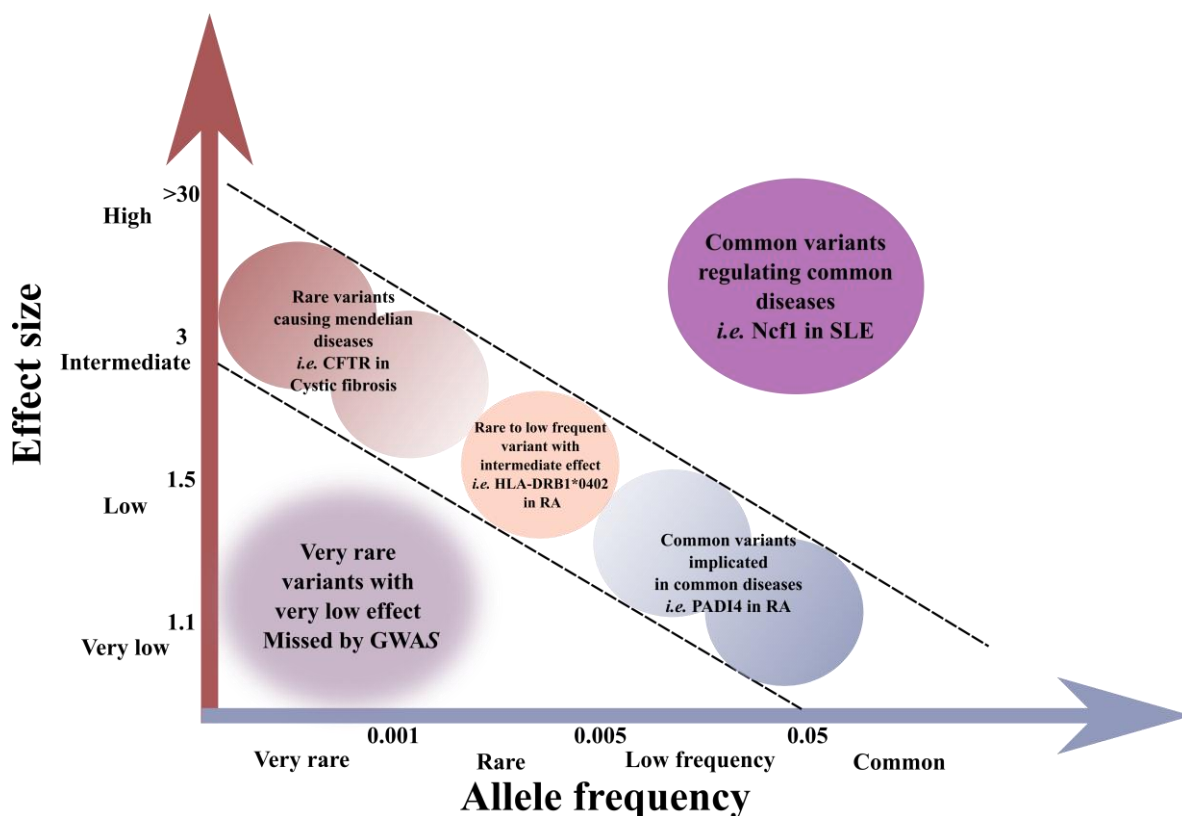 >30
High
Effect size
3
Intermediate
1.5
Low
1.1
Very low
Rare variants
causing mendelian
diseases
i.e. CFTR in
Cystic fibrosis
Common variants
regulating common
diseases
i.e. Ncf1 in SLE
Rare to low frequent
variant with
intermediate effect
i.e. HLA-DRB1*0402
in RA
Very rare
variants with
very low effect
Missed by GWAS
Common variants
implicated
in common diseases
i.e. PADI4 in RA
0.001
0.005
0.05
Very rare
Rare
Low frequency
Common
Allele frequency